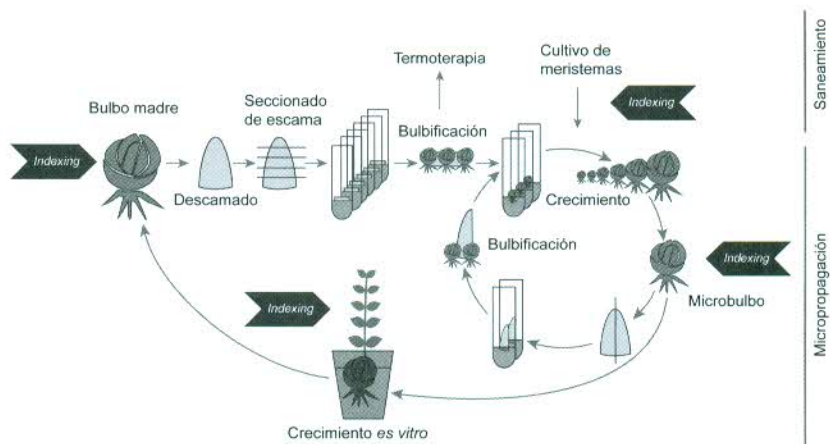 Termoterapia
Cultivo de
meristemas
Saneamiento
Indexing
Bulbo madre
Seccionado
de escama
Bulbificación
Indexing
Descamado
Crecimiento
Bulbificación
Indexing
Microbulbo
Indexing
Micropropagación
Crecimiento es vitro